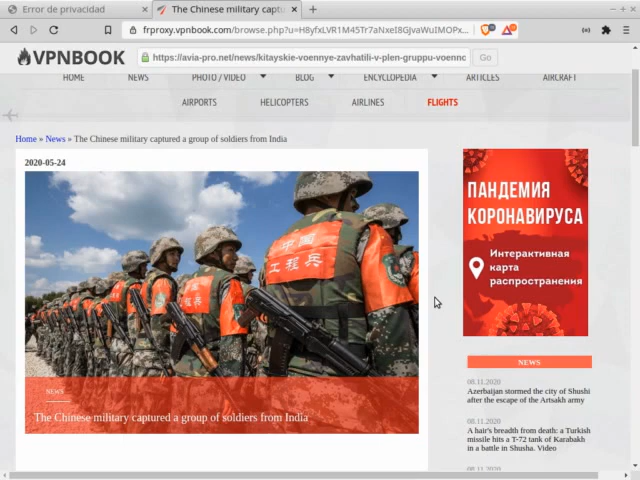 Error de privacidad
The Chinese military captu
frproxy.vpnbook.com/browse.php?u=H8yfxLVR1M45Tr7aNxeI8GJvaWuIMOPx...
VPNBOOK
https://avia-pro.net/news/kitayskie-voennye-zavhatili-v-plen-gruppu-voennc
Go
HOME NEWS PHOTO / VIDEO BLOG ENCYCLOPEDIA ARTICLES AIRCRAFT
AIRPORTS HELICOPTERS AIRLINES FLIGHTS
Home » News » The Chinese military captured a group of soldiers from India
2020-05-24
中国
工程兵
NEWS
The Chinese military captured a group of soldiers from India
ПАНДЕМИЯ
КОРОНАВИРУСА
Интерактивная
карта
распространения
NEWS
08.11.2020
Azerbaijan stormed the city of Shushi
after the escape of the Artsakh army
08.11.2020
A hair's breadth from death: a Turkish
missile hits a T-72 tank of Karabakh
in a battle in Shusha. Video
08.11.2020